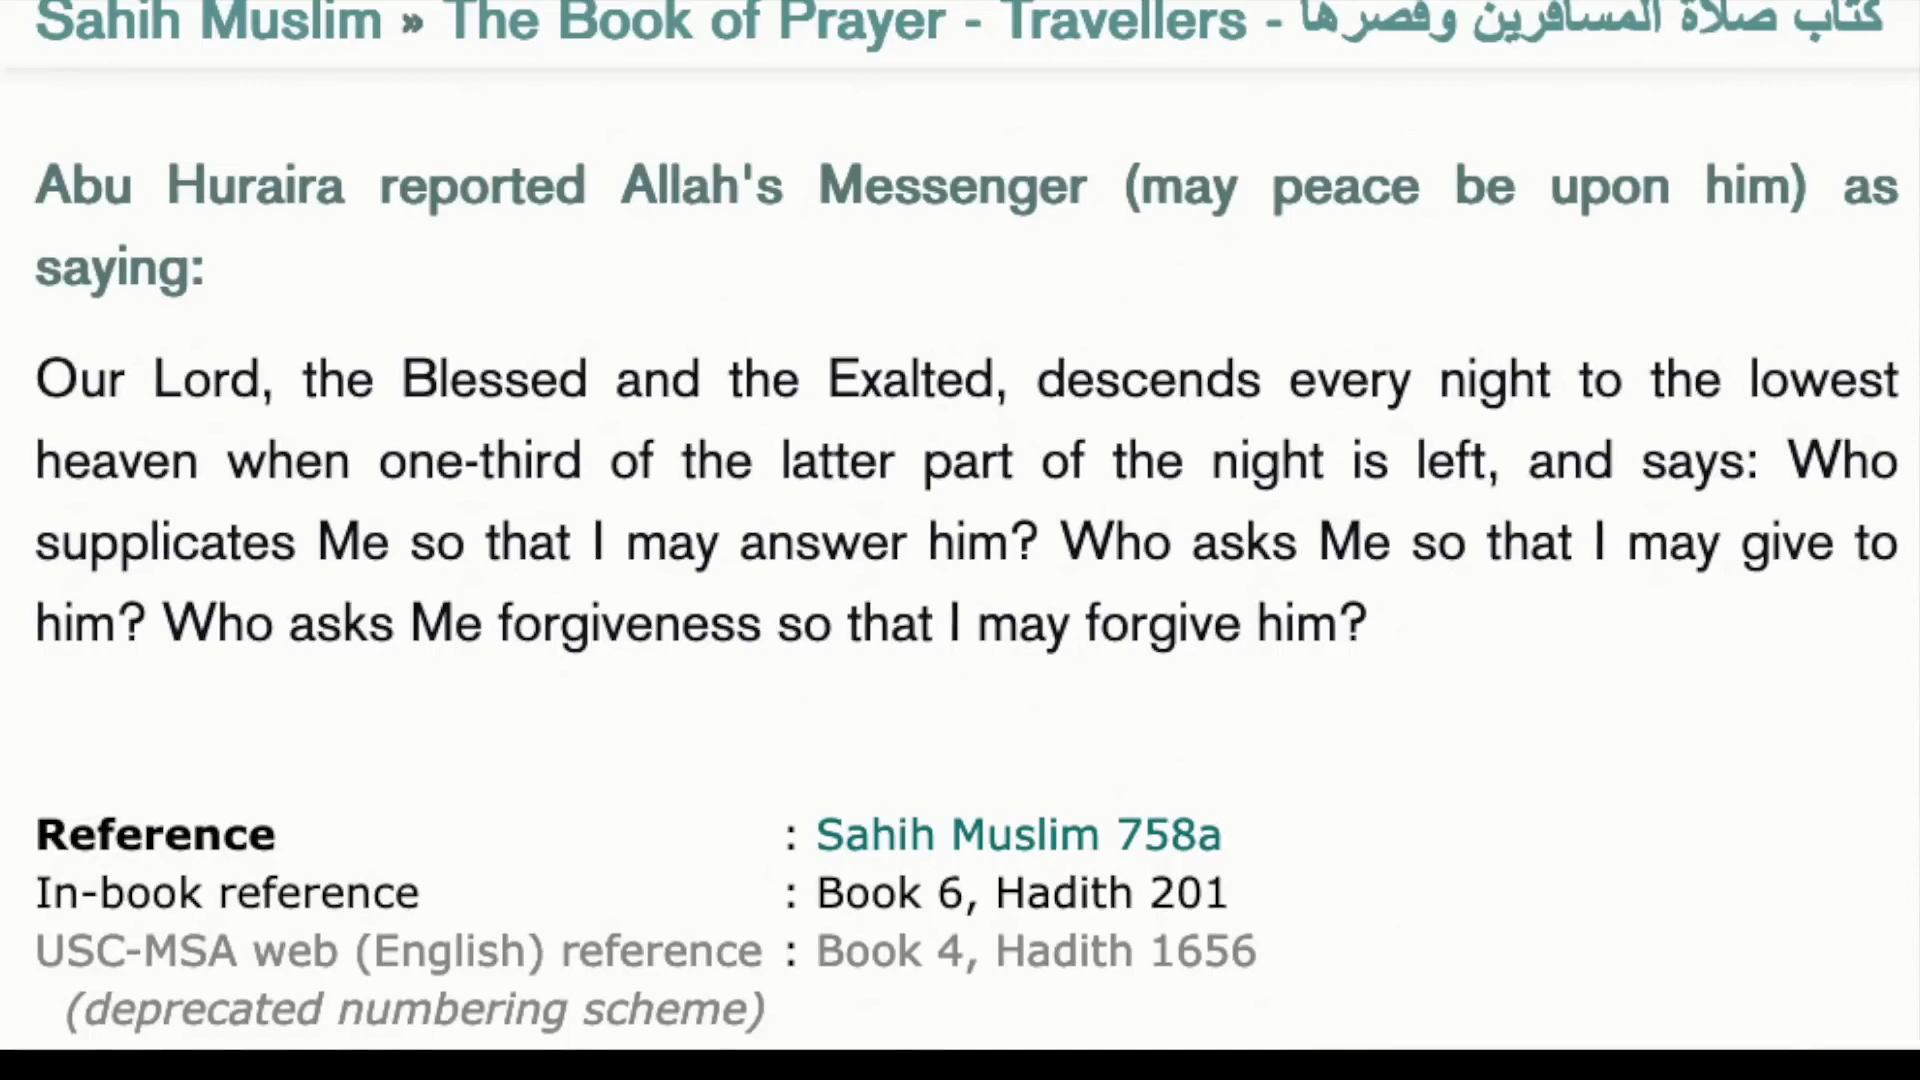 Sahih Muslim » The Book of Prayer - Travellers - كتاب صلاة المسافرين وقصرها
Abu Huraira reported Allah's Messenger (may peace be upon him) as
saying:
Our Lord, the Blessed and the Exalted, descends every night to the lowest
heaven when one-third of the latter part of the night is left, and says: Who
supplicates Me so that I may answer him? Who asks Me so that I may give to
him? Who asks Me forgiveness so that I may forgive him?
Reference : Sahih Muslim 758a
In-book reference : Book 6, Hadith 201
USC-MSA web (English) reference : Book 4, Hadith 1656
(deprecated numbering scheme)